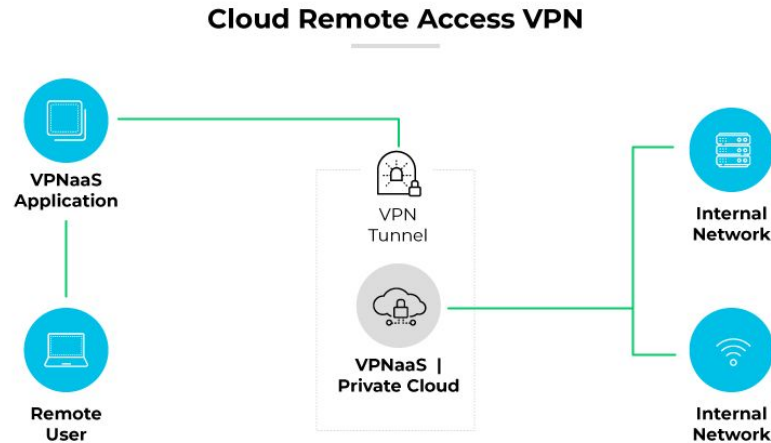 Cloud Remote Access VPN
VPNaaS
Application
Remote
User
VPN
Tunnel
VPNaaS |
Private Cloud
Internal
Network
Internal
Network